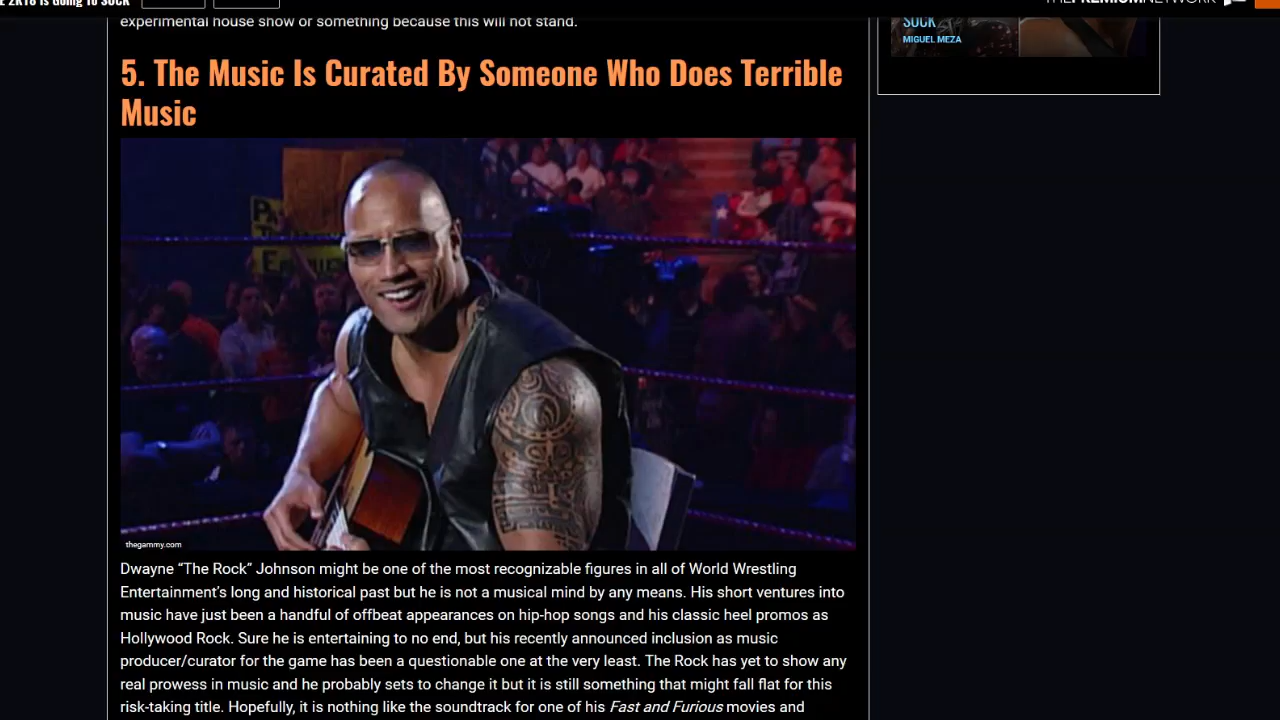 E 2K18 Is Going To SUCK
THEPREMIUMNETWORK
experimental house show or something because this will not stand.
SUCK
MIGUEL MEZA
5. The Music Is Curated By Someone Who Does Terrible
Music
thegammy.com
Dwayne “The Rock” Johnson might be one of the most recognizable figures in all of World Wrestling
Entertainment’s long and historical past but he is not a musical mind by any means. His short ventures into
music have just been a handful of offbeat appearances on hip-hop songs and his classic heel promos as
Hollywood Rock. Sure he is entertaining to no end, but his recently announced inclusion as music
producer/curator for the game has been a questionable one at the very least. The Rock has yet to show any
real prowess in music and he probably sets to change it but it is still something that might fall flat for this
risk-taking title. Hopefully, it is nothing like the soundtrack for one of his Fast and Furious movies and